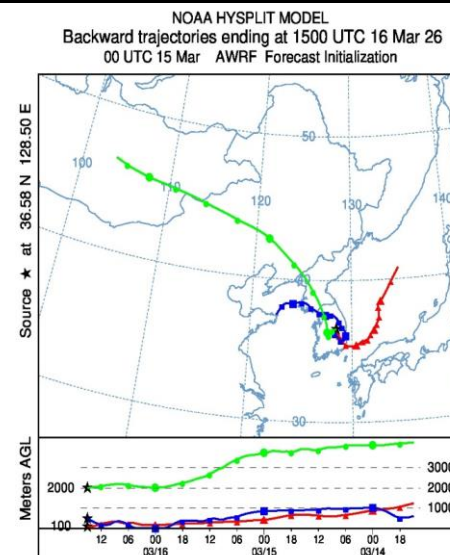 NOAA HYSPLIT MODEL
Backward trajectories ending at 1500 UTC 16 Mar 26
00 UTC 15 Mar AWRF Forecast Initialization
Source ★ at 36.58 N 128.50 E
100
110
120
130
140
50
40
30
Meters AGL
2000
100
3000
2000
1000
12 06 00 18 12 06 00 18 12 06 00 18
03/16 03/15 03/14